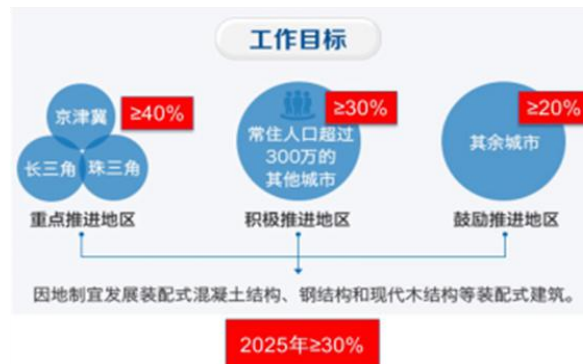 工作目标
京津冀
≥40%
长三角
珠三角
重点推进地区
≥30%
常住人口超过
300万的
其他城市
积极推进地区
≥20%
其余城市
鼓励推进地区
因地制宜发展装配式混凝土结构、钢结构和现代木结构等装配式建筑。
2025年≥30%